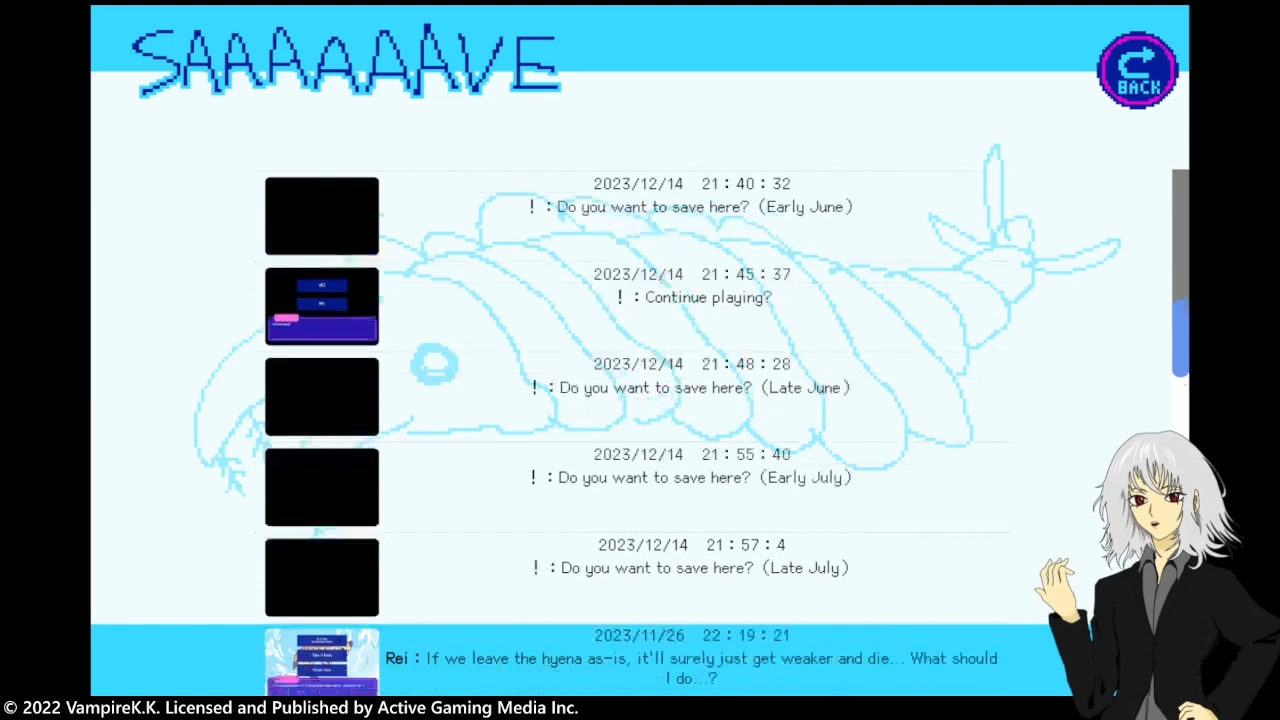 SAAAAAAVE
BACK
2023/12/14 21:40:32
! : Do you want to save here? (Early June)
2023/12/14 21:45:37
! : Continue playing?
2023/12/14 21:48:28
! : Do you want to save here? (Late June)
2023/12/14 21:55:40
! : Do you want to save here? (Early July)
2023/12/14 21:57:4
! : Do you want to save here? (Late July)
2023/11/26 22:19:21
Rei : If we leave the hyena as-is, it'll surely just get weaker and die... What should
I do...?
© 2022 VampireK.K. Licensed and Published by Active Gaming Media Inc.